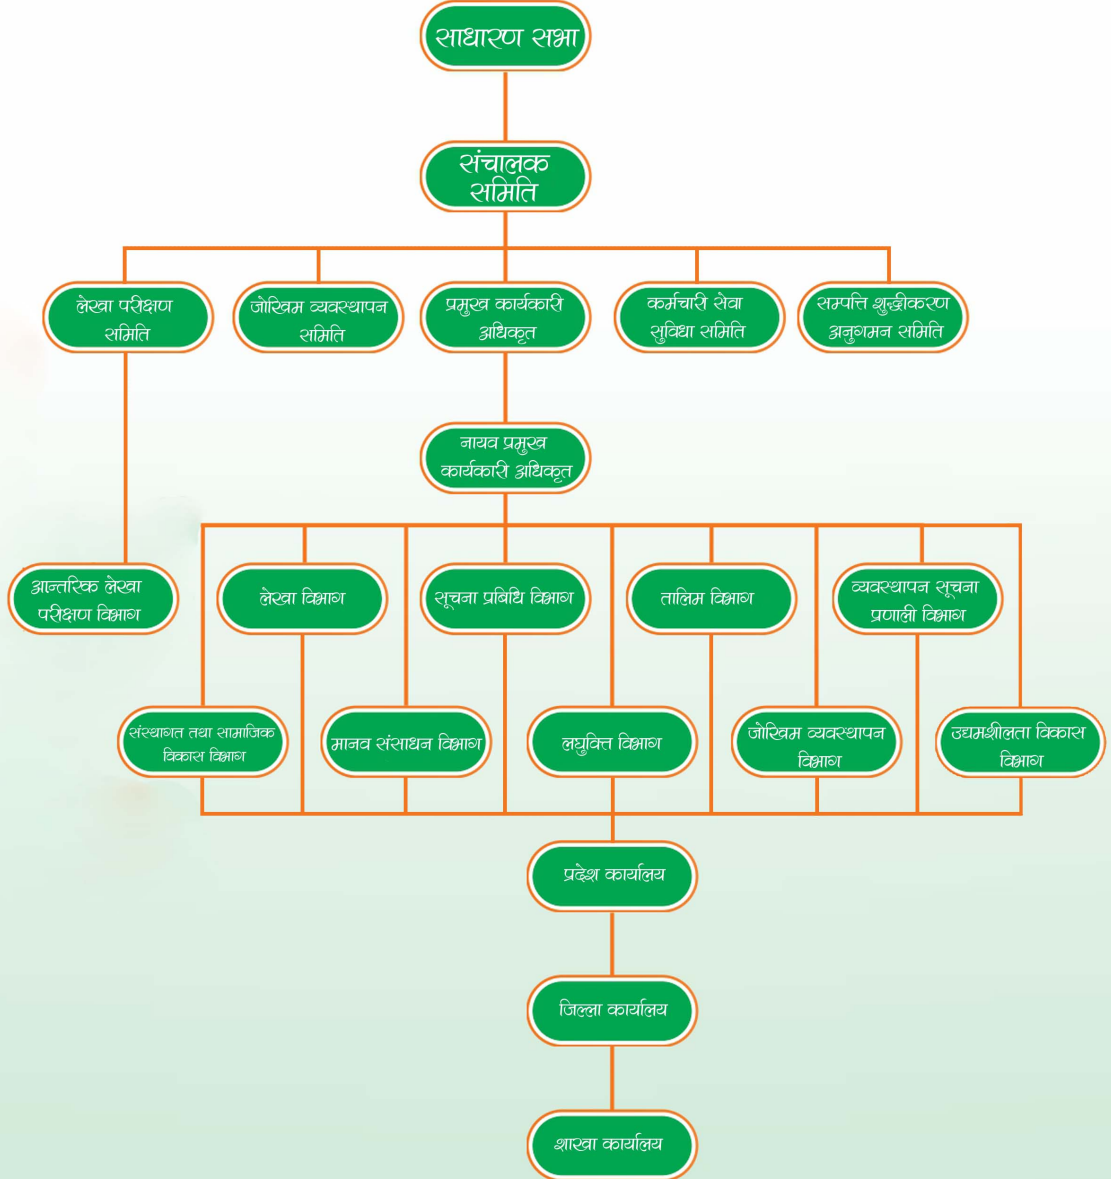 साधारण सभा
संचालक
समिति
लेखा परीक्षण
समिति
जोखिम व्यवस्थापन
समिति
प्रमुख कार्यकारी
अधिकृत
कर्मचारी सेवा
सुविधा समिति
सम्पत्ति शुद्धीकरण
अनुगमन समिति
नायव प्रमुख
कार्यकारी अधिकृत
आन्तरिक लेखा
परीक्षण विभाग
लेखा विभाग
सूचना प्रबिधि विभाग
तालिम विभाग
व्यवस्थापन सूचना
प्रणाली विभाग
संस्थागत तथा सामाजिक
विकास विभाग
मानव संसाधन विभाग
लघुवित्त विभाग
जोखिम व्यवस्थापन
विभाग
उद्यमशीलता विकास
विभाग
प्रदेश कार्यालय
जिल्ला कार्यालय
शाखा कार्यालय